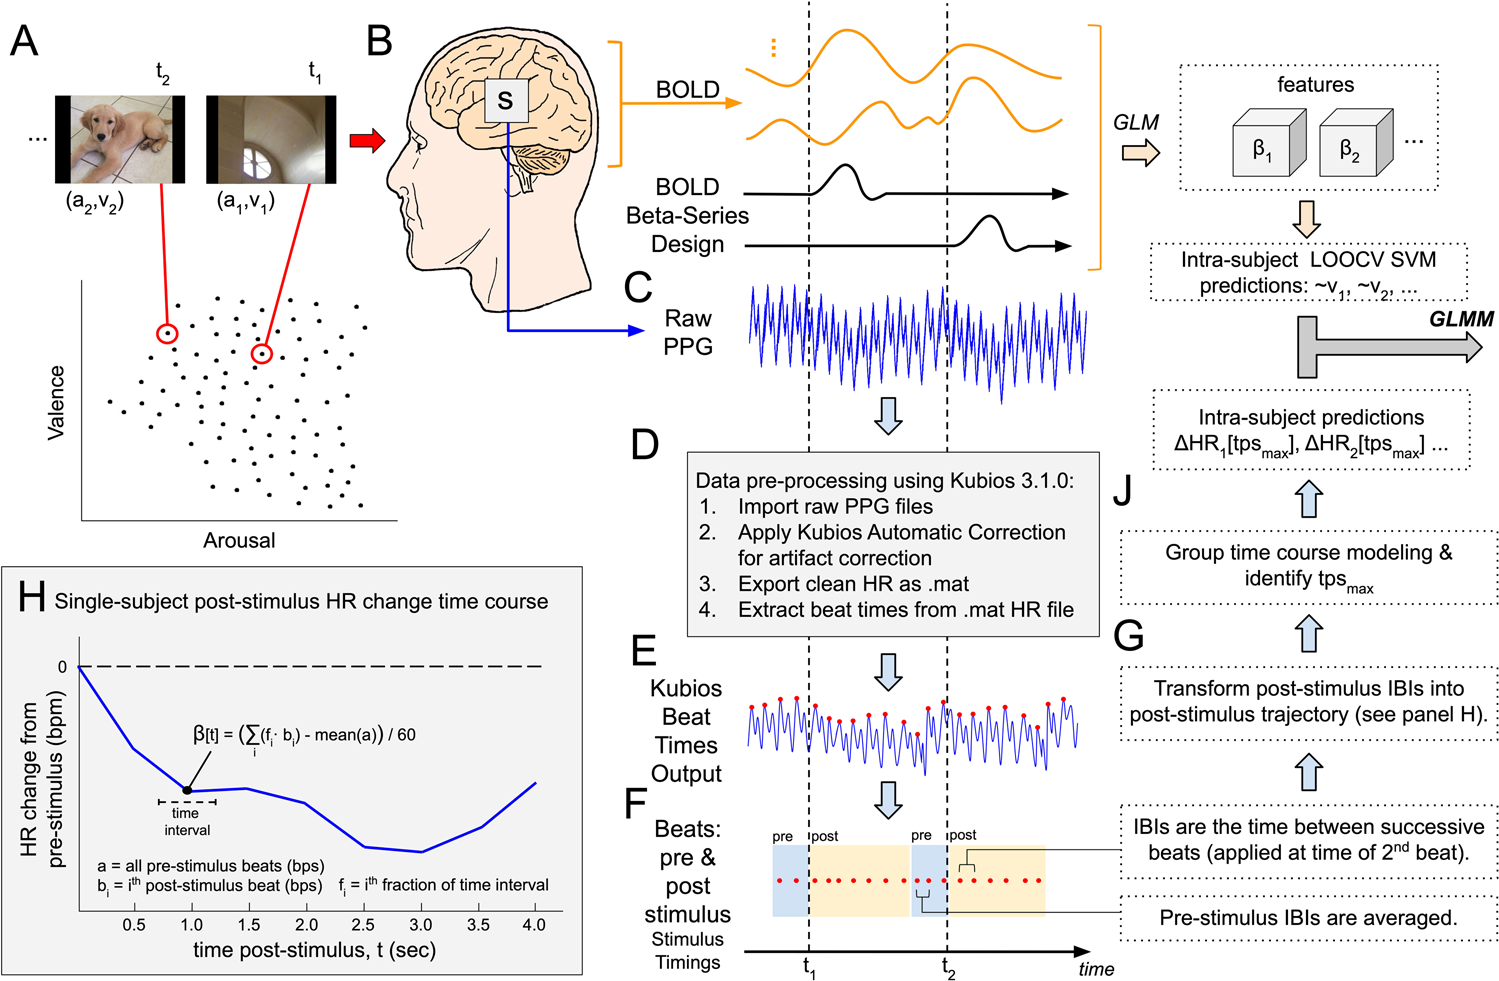 A
t2
t1
...
(a2,v2)
(a1,v1)
Valence
Arousal
B
S
BOLD
⋮
BOLD
Beta-Series
Design
GLM
features
β1
β2
...
Intra-subject LOOCV SVM
predictions: ~v1, ~v2, ...
GLMM
Intra-subject predictions
ΔHR1[tpsmax], ΔHR2[tpsmax] ...
C
Raw
PPG
D
Data pre-processing using Kubios 3.1.0:
1. Import raw PPG files
2. Apply Kubios Automatic Correction
for artifact correction
3. Export clean HR as .mat
4. Extract beat times from .mat HR file
J
Group time course modeling &
identify tpsmax
E
Kubios
Beat
Times
Output
G
Transform post-stimulus IBIs into
post-stimulus trajectory (see panel H).
F
Beats:
pre &
post
stimulus
pre
post
pre
post
IBIs are the time between successive
beats (applied at time of 2nd beat).
Pre-stimulus IBIs are averaged.
Stimulus
Timings
t1
t2
time
H
Single-subject post-stimulus HR change time course
0
HR change from
pre-stimulus (bpm)
β[t] = (∑i(fi· bi) - mean(a)) / 60
time
interval
a = all pre-stimulus beats (bps)
bi = ith post-stimulus beat (bps)
fi = ith fraction of time interval
0.5 1.0 1.5 2.0 2.5 3.0 3.5 4.0
time post-stimulus, t (sec)